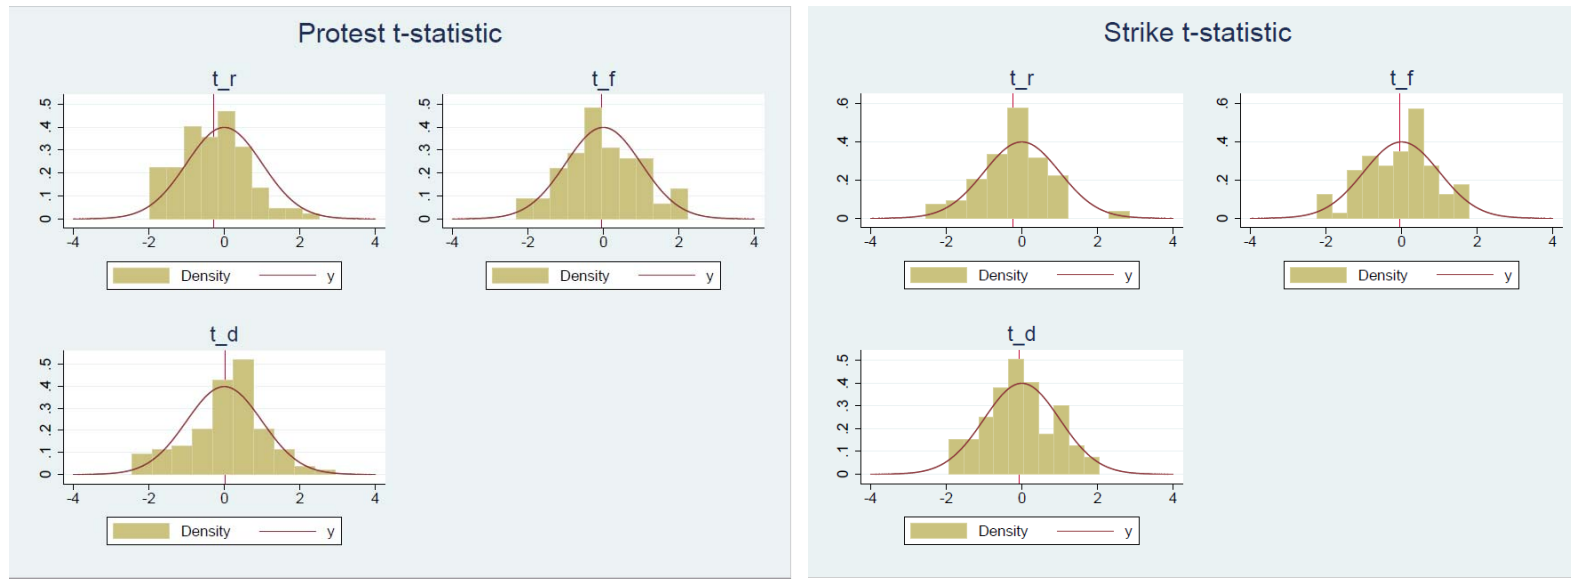 Protest t-statistic
t_r
0 .1 .2 .3 .4 .5
-4 -2 0 2 4
Density y
t_f
0 .1 .2 .3 .4 .5
-4 -2 0 2 4
Density y
t_d
0 .1 .2 .3 .4 .5
-4 -2 0 2 4
Density y
Strike t-statistic
t_r
0 .2 .4 .6
-4 -2 0 2 4
Density y
t_f
0 .2 .4 .6
-4 -2 0 2 4
Density y
t_d
0 .1 .2 .3 .4 .5
-4 -2 0 2 4
Density y